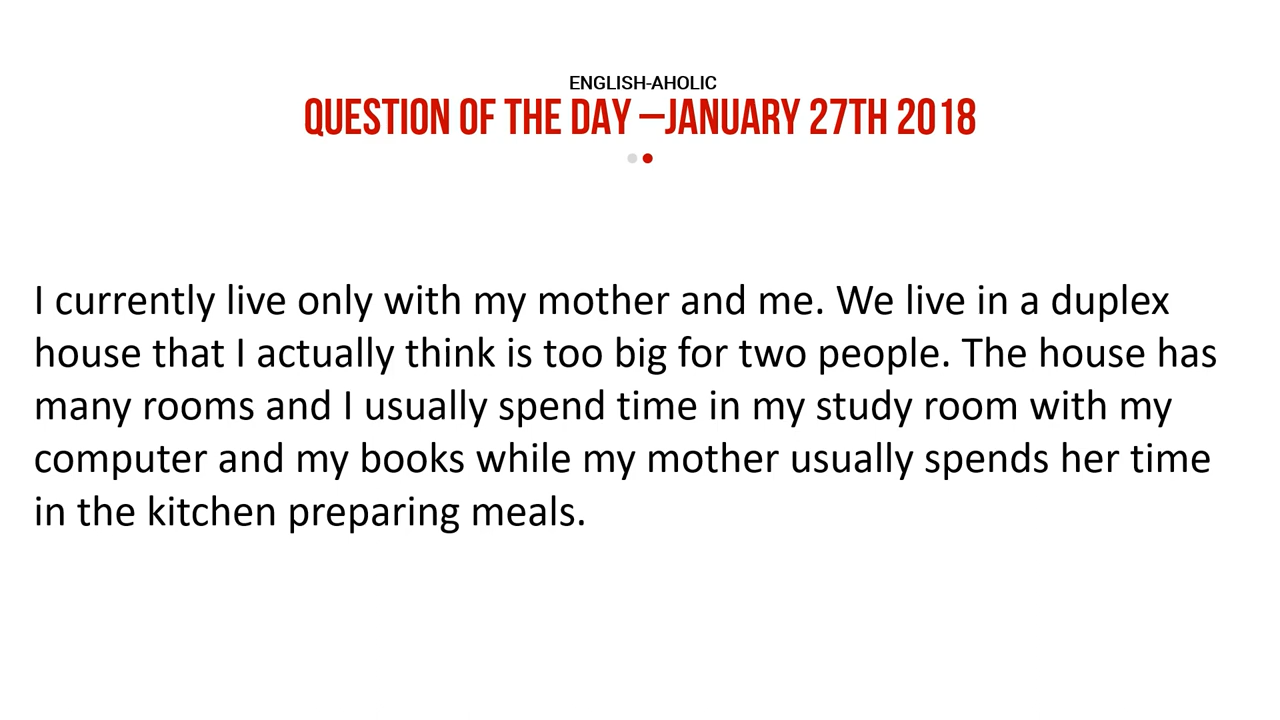 ENGLISH-AHOLIC
QUESTION OF THE DAY –JANUARY 27TH 2018
I currently live only with my mother and me. We live in a duplex
house that I actually think is too big for two people. The house has
many rooms and I usually spend time in my study room with my
computer and my books while my mother usually spends her time
in the kitchen preparing meals.